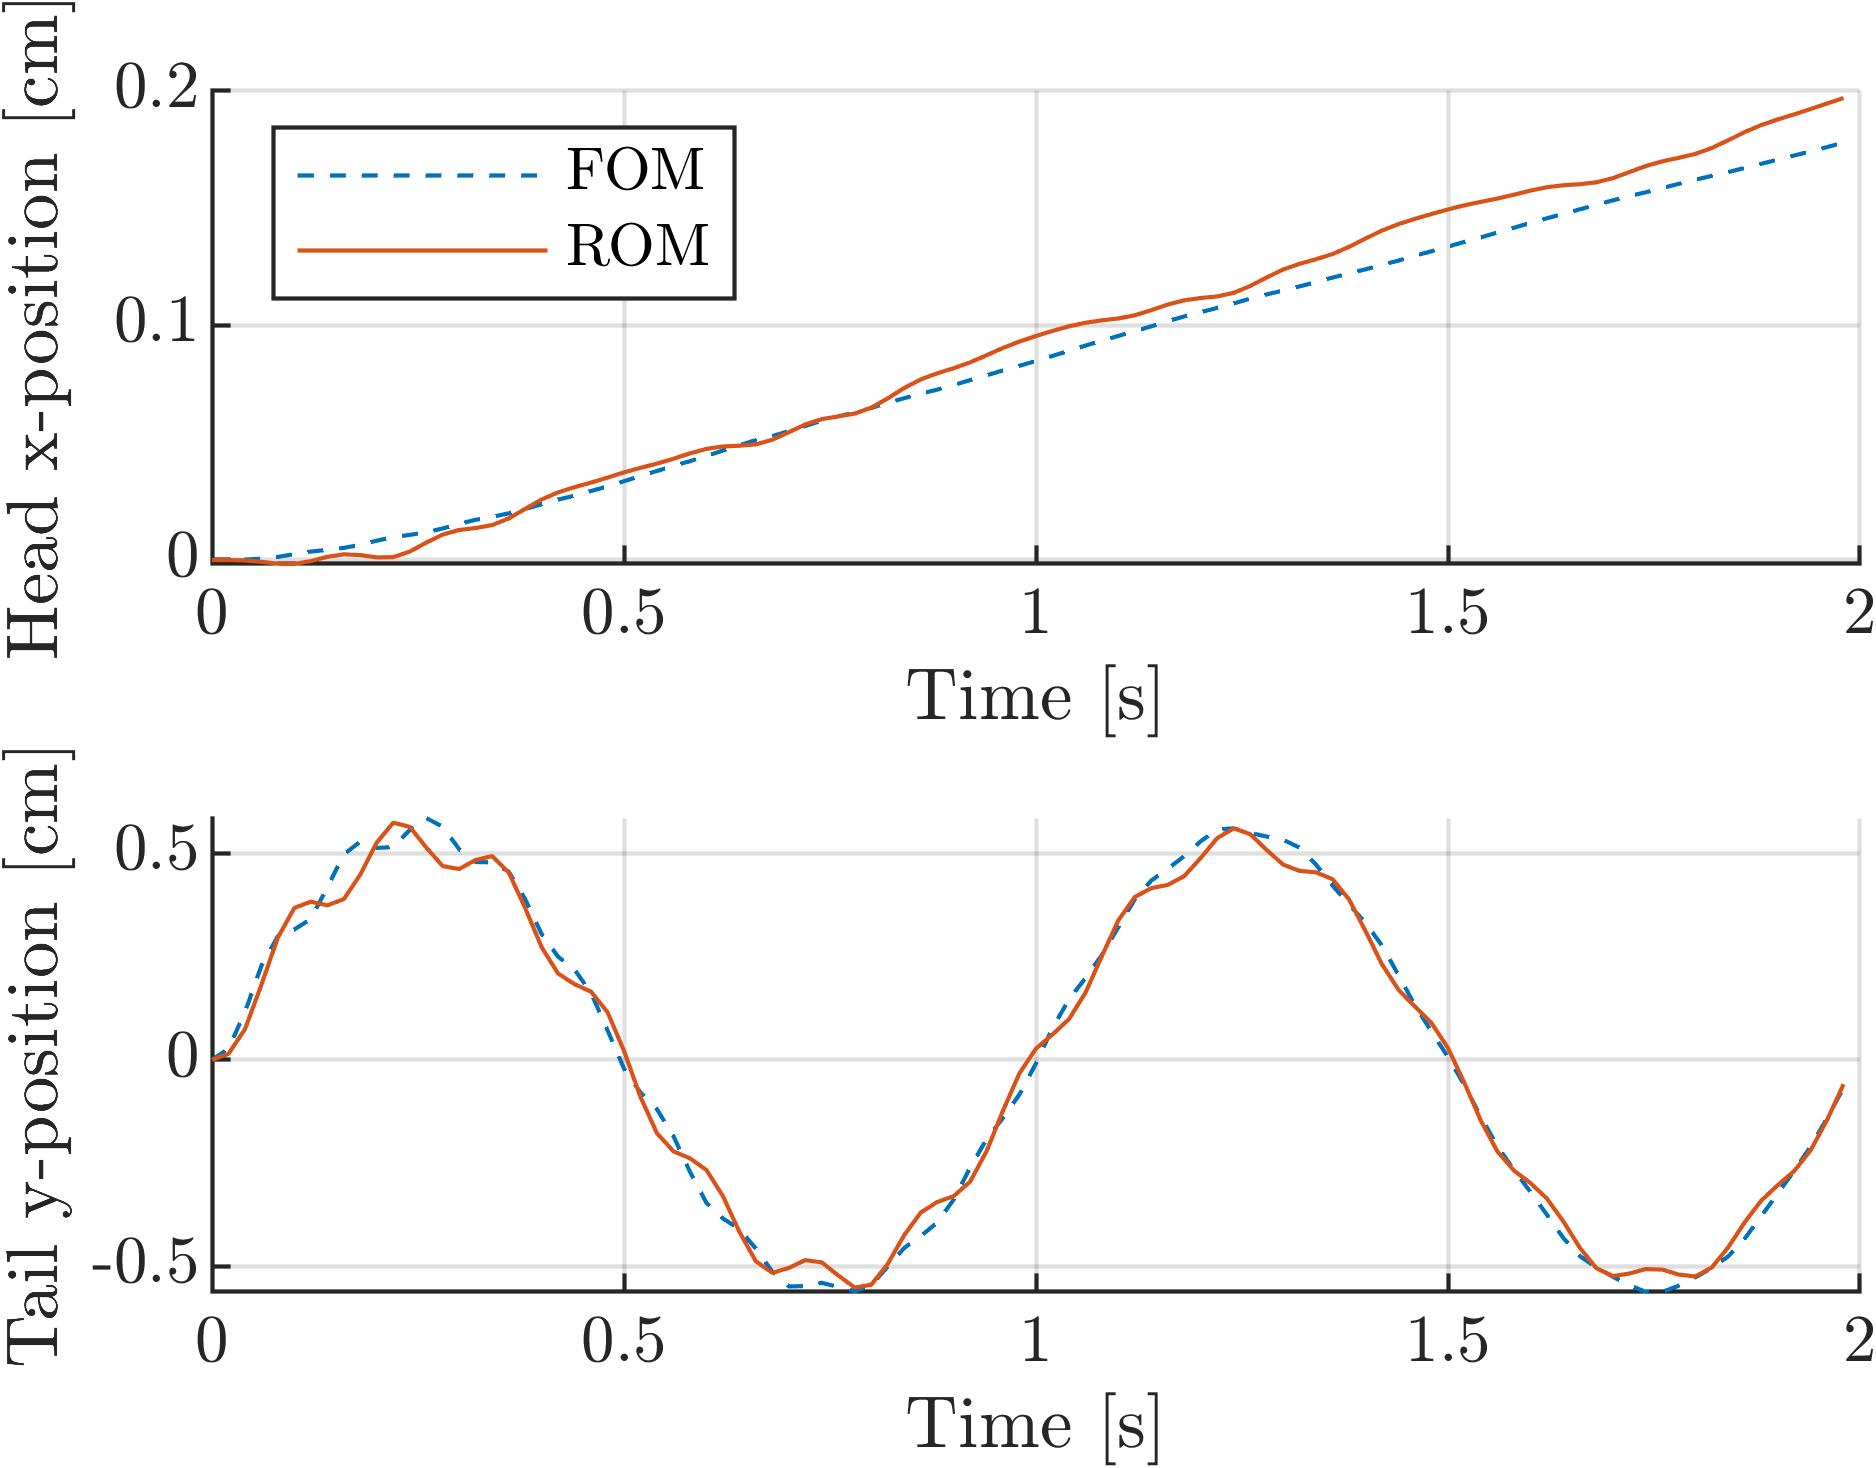 Head x-position [cm]
0.2
0.1
0
FOM
ROM
0 0.5 1 1.5 2
Time [s]
Tail y-position [cm]
0.5
0
-0.5
0 0.5 1 1.5 2
Time [s]